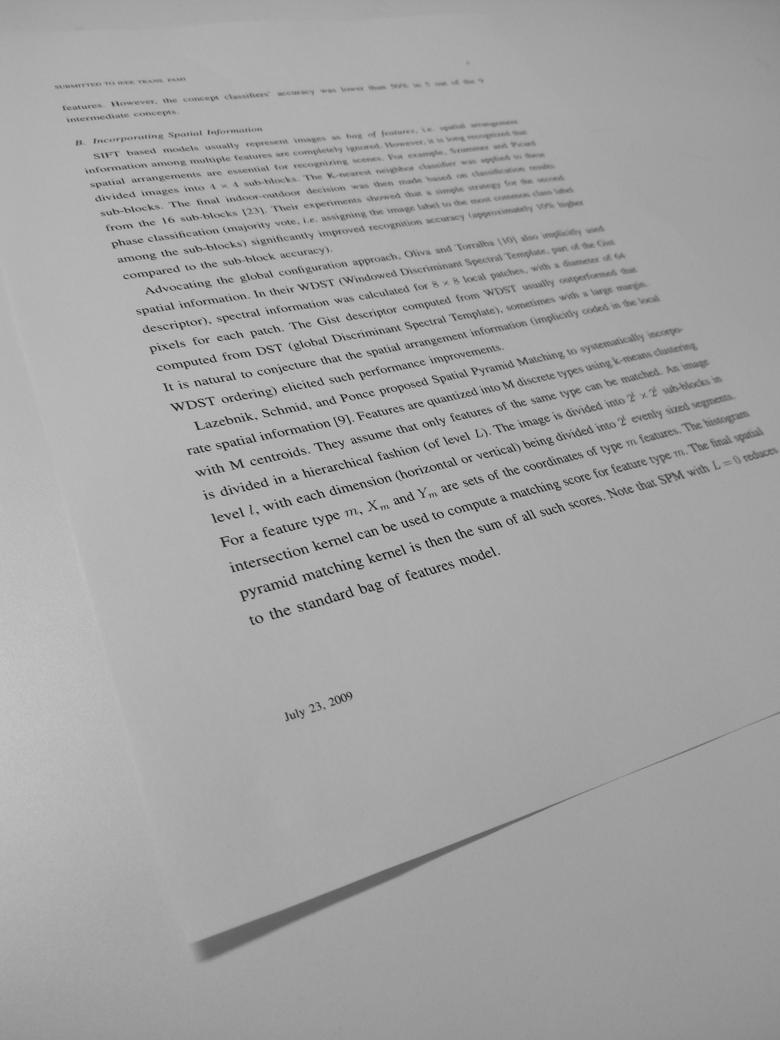 SUBMITTED TO IEEE TRANS. PAMI
features. However, the concept classifiers' accuracy was lower than 50% in 5 out of the 9
intermediate concepts.
B. Incorporating Spatial Information
SIFT based models usually represent images as bag of features, i.e. spatial arrangement
information among multiple features are completely ignored. However, it is long recognized that
spatial arrangements are essential for recognizing scenes. For example, Szummer and Picard
divided images into 4 × 4 sub-blocks. The K-nearest neighbor classifier was applied to these
sub-blocks. The final indoor-outdoor decision was then made based on classification results
from the 16 sub-blocks [23]. Their experiments showed that a simple strategy for the second
phase classification (majority vote, i.e. assigning the image label to the most common class label
among the sub-blocks) significantly improved recognition accuracy (approximately 10% higher
compared to the sub-block accuracy).
Advocating the global configuration approach, Oliva and Torralba [10] also implicitly used
spatial information. In their WDST (Windowed Discriminant Spectral Template, part of the Gist
descriptor), spectral information was calculated for 8 × 8 local patches, with a diameter of 64
pixels for each patch. The Gist descriptor computed from WDST usually outperformed that
computed from DST (global Discriminant Spectral Template), sometimes with a large margin.
It is natural to conjecture that the spatial arrangement information (implicitly coded in the local
WDST ordering) elicited such performance improvements.
Lazebnik, Schmid, and Ponce proposed Spatial Pyramid Matching to systematically incorpo-
rate spatial information [9]. Features are quantized into M discrete types using k-means clustering
with M centroids. They assume that only features of the same type can be matched. An image
is divided in a hierarchical fashion (of level L). The image is divided into 2^l × 2^l sub-blocks in
level l, with each dimension (horizontal or vertical) being divided into 2^l evenly sized segments.
For a feature type m, X_m and Y_m are sets of the coordinates of type m features. The histogram
intersection kernel can be used to compute a matching score for feature type m. The final spatial
pyramid matching kernel is then the sum of all such scores. Note that SPM with L = 0 reduces
to the standard bag of features model.
July 23, 2009